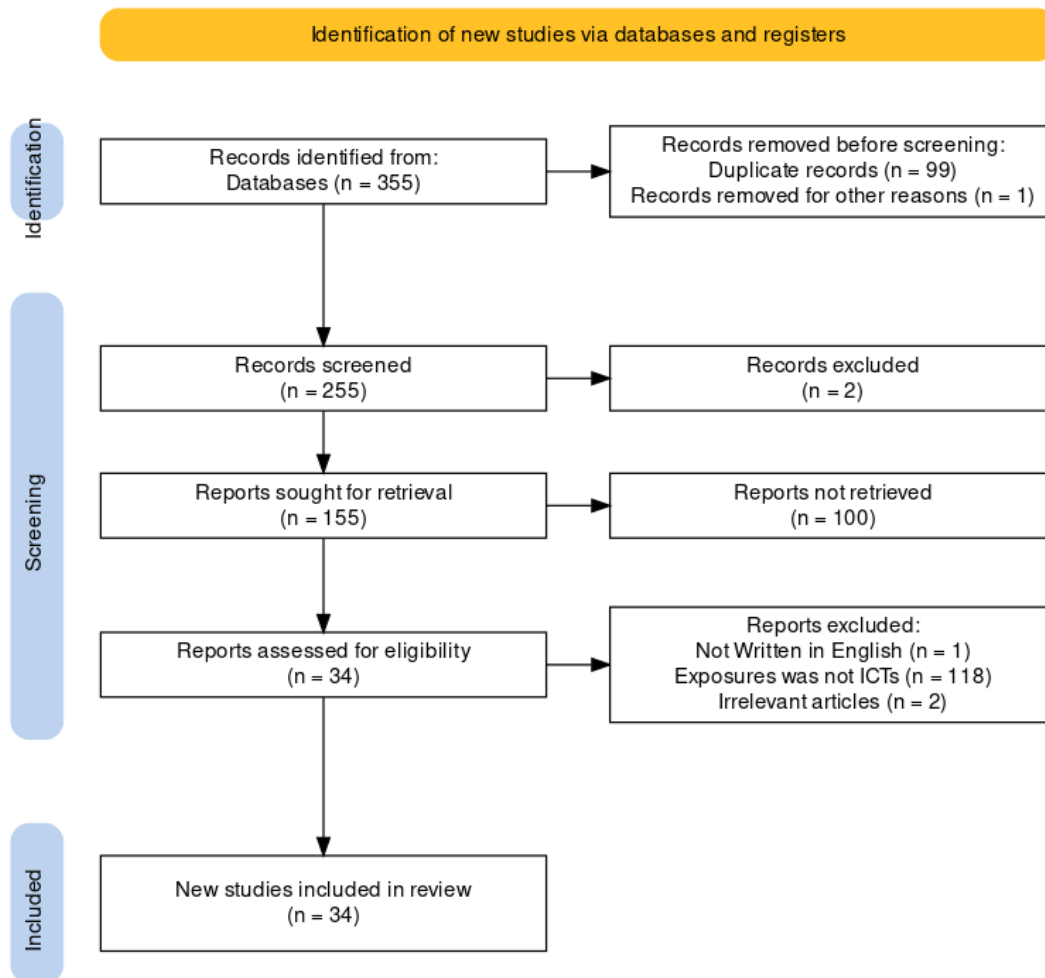 Identification of new studies via databases and registers
Identification
Records identified from:
Databases (n = 355)
Records removed before screening:
Duplicate records (n = 99)
Records removed for other reasons (n = 1)
Screening
Records screened
(n = 255)
Records excluded
(n = 2)
Reports sought for retrieval
(n = 155)
Reports not retrieved
(n = 100)
Reports assessed for eligibility
(n = 34)
Reports excluded:
Not Written in English (n = 1)
Exposures was not ICTs (n = 118)
Irrelevant articles (n = 2)
Included
New studies included in review
(n = 34)